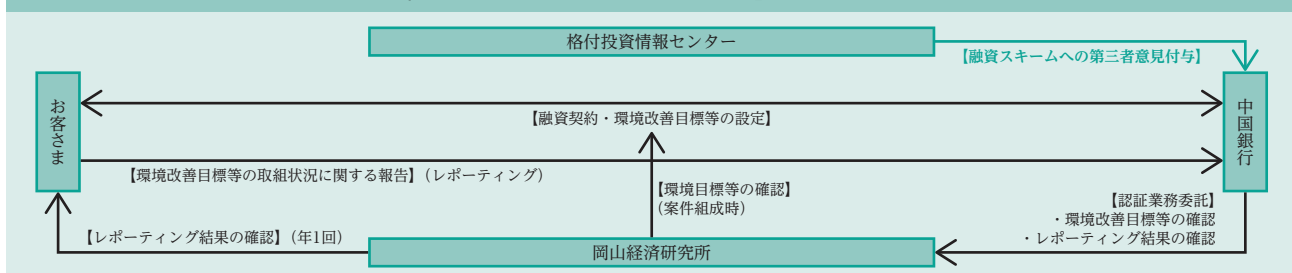 格付投資情報センター
【融資スキームへの第三者意見付与】
お客さま
中国銀行
【融資契約・環境改善目標等の設定】
【環境改善目標等の取組状況に関する報告】（レポーティング）
【環境目標等の確認】
（案件組成時）
【認証業務委託】
・環境改善目標等の確認
・レポーティング結果の確認
【レポーティング結果の確認】（年1回）
岡山経済研究所